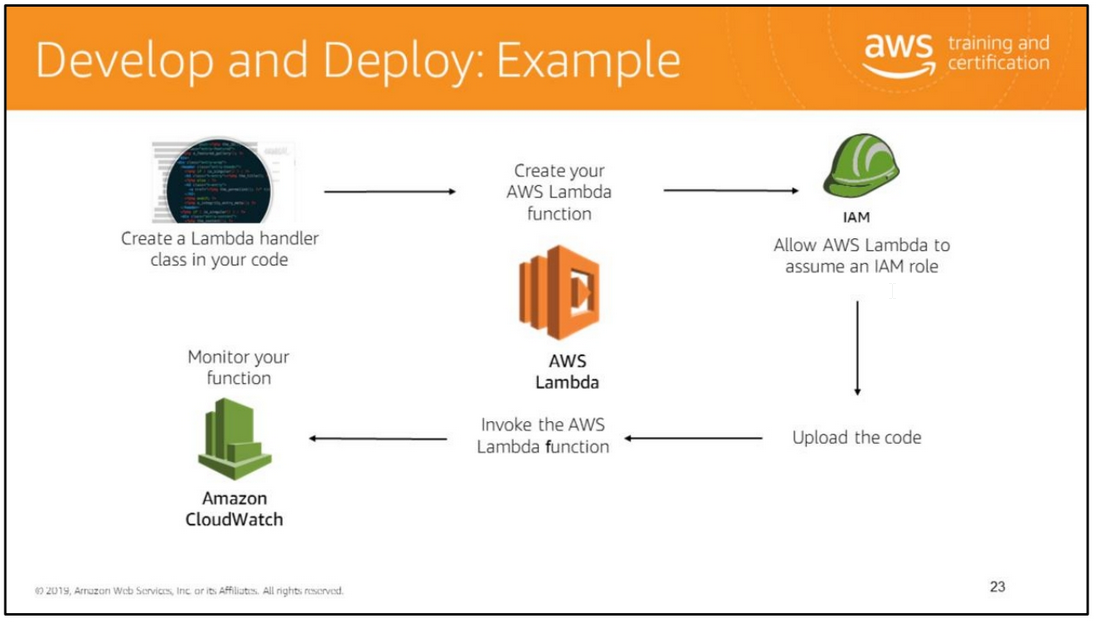 Develop and Deploy: Example
aws training and
certification
Create a Lambda handler
class in your code
Create your
AWS Lambda
function
IAM
Allow AWS Lambda to
assume an IAM role
AWS
Lambda
Upload the code
Invoke the AWS
Lambda function
Monitor your
function
Amazon
CloudWatch
© 2019, Amazon Web Services, Inc. or its Affiliates. All rights reserved.
23